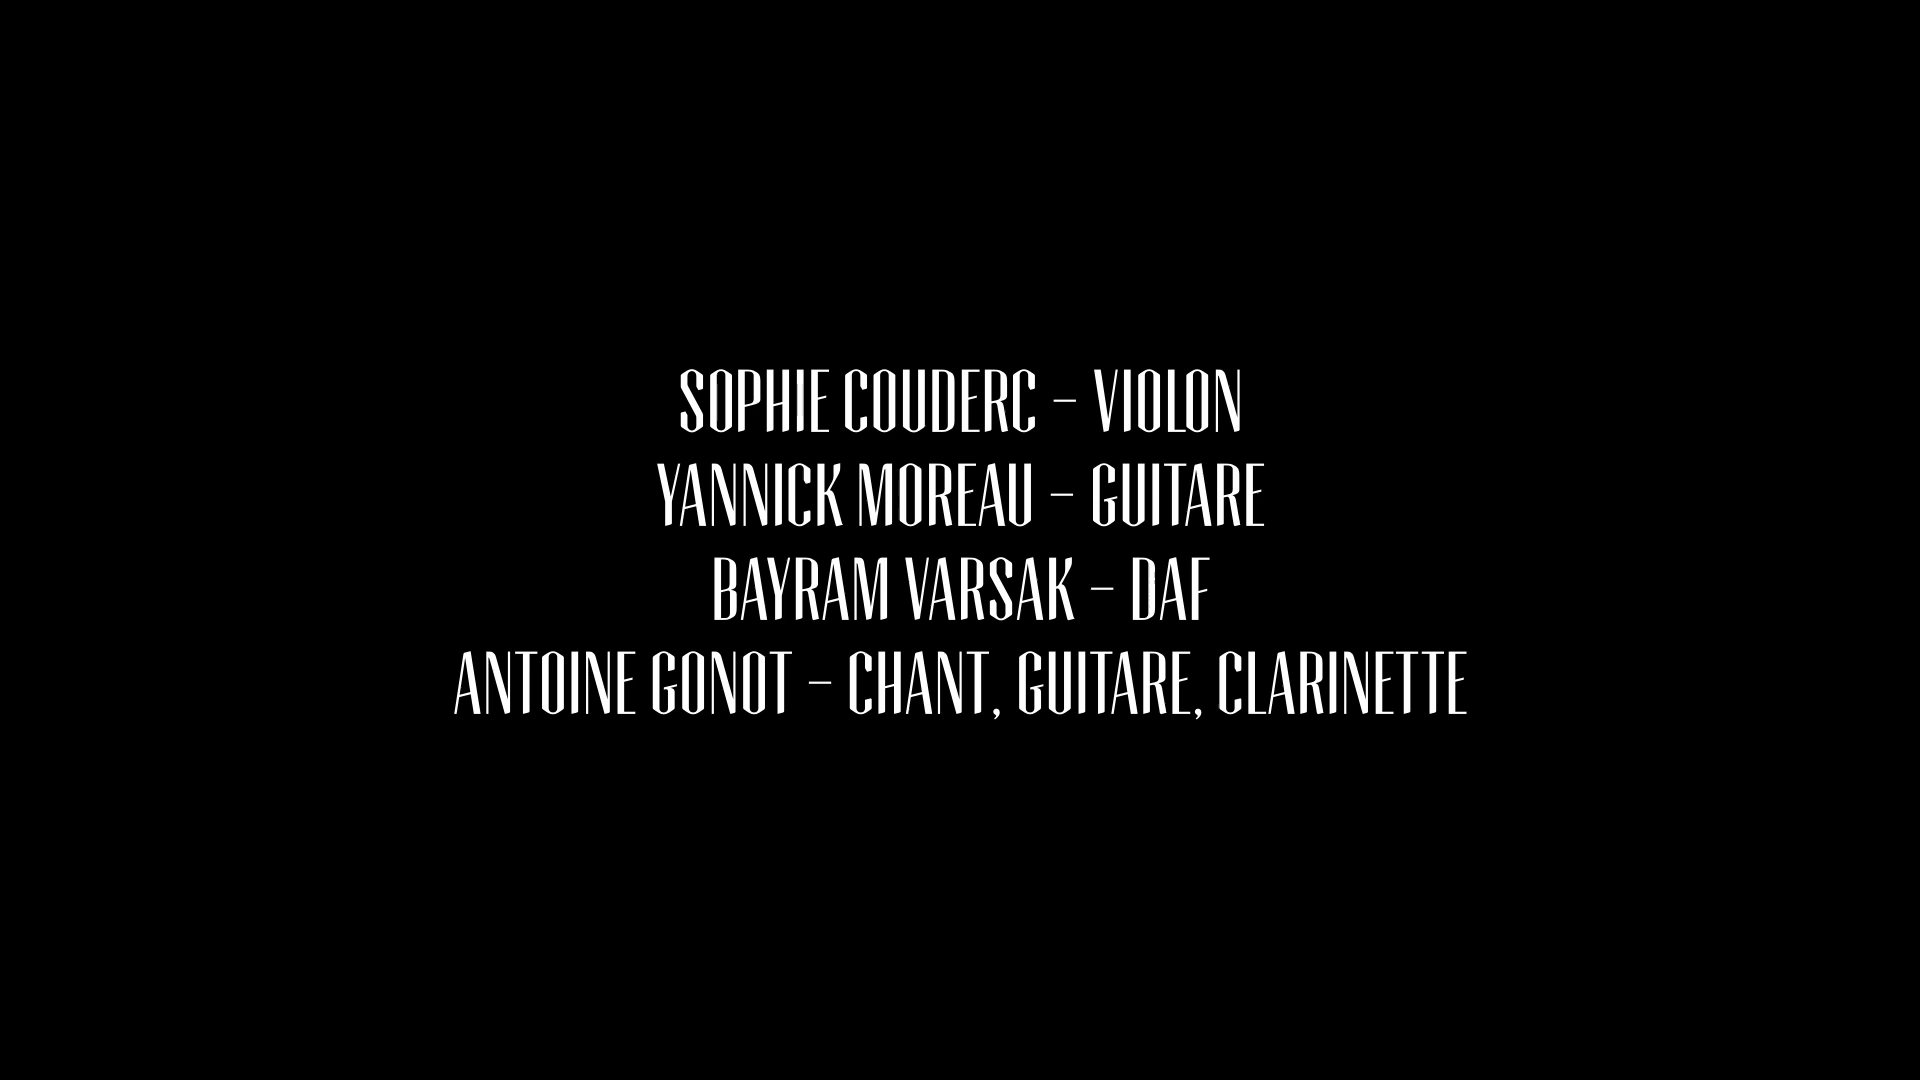 SOPHIE COUDERC – VIOLON
YANNICK MOREAU – GUITARE
BAYRAM VARSAK – DAF
ANTOINE GONOT – CHANT, GUITARE, CLARINETTE